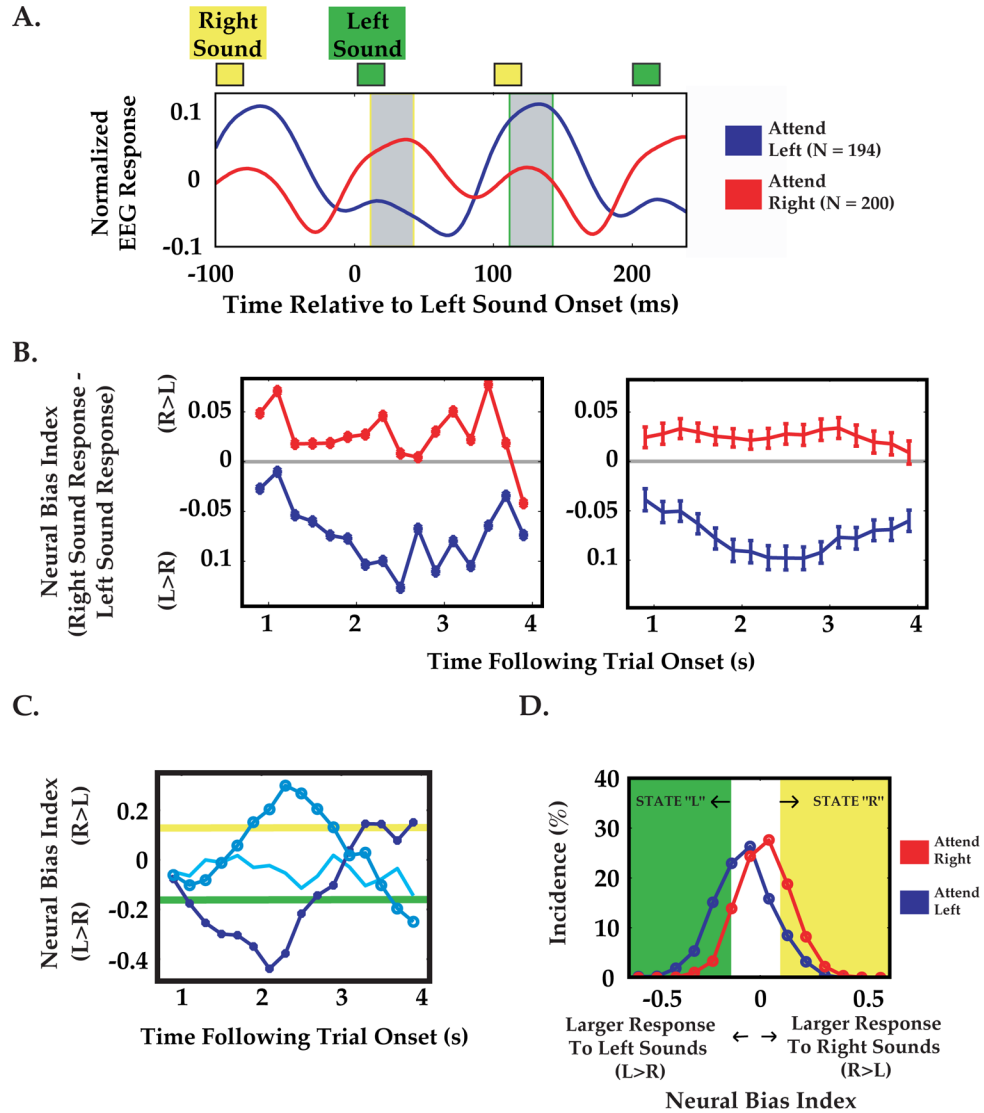 A.
Right
Sound
Left
Sound
Normalized
EEG Response
0.1
0
-0.1
-100
0
100
200
Time Relative to Left Sound Onset (ms)
Attend
Left (N = 194)
Attend
Right (N = 200)
B.
Neural Bias Index
(Right Sound Response -
Left Sound Response)
(R>L)
(L>R)
0.05
0
-0.05
0.1
1
2
3
4
0.05
0
-0.05
0.1
1
2
3
4
Time Following Trial Onset (s)
C.
Neural Bias Index
(L>R)
(R>L)
0.2
0
-0.2
-0.4
1
2
3
4
Time Following Trial Onset (s)
D.
Incidence (%)
40
30
20
10
0
STATE "L" ←
→ STATE "R"
Attend
Right
Attend
Left
-0.5
0
0.5
Larger Response
To Left Sounds
(L>R)
← →
Larger Response
To Right Sounds
(R>L)
Neural Bias Index